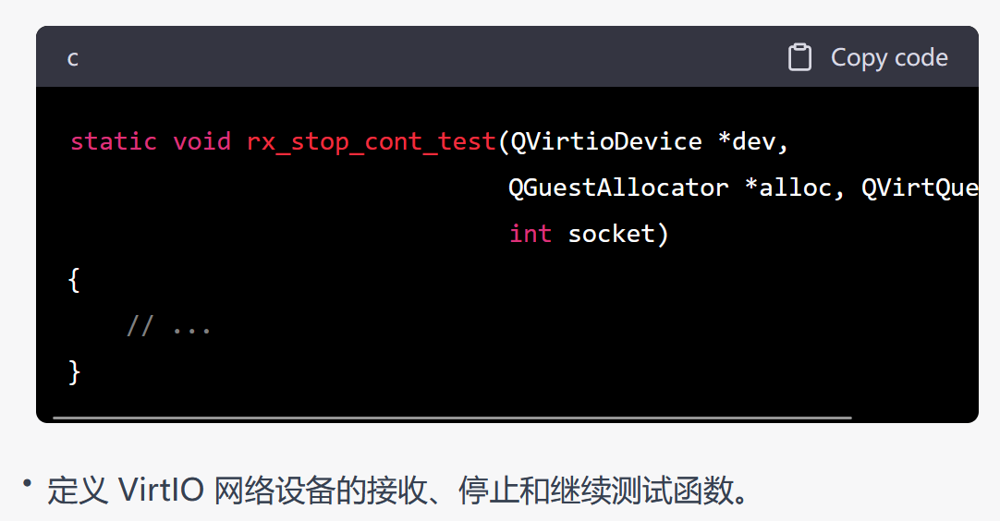 c
Copy code
static void rx_stop_cont_test(QVirtioDevice *dev,
QGuestAllocator *alloc, QVirtQue
int socket)
{
// ...
}
• 定义 VirtIO 网络设备的接收、停止和继续测试函数。